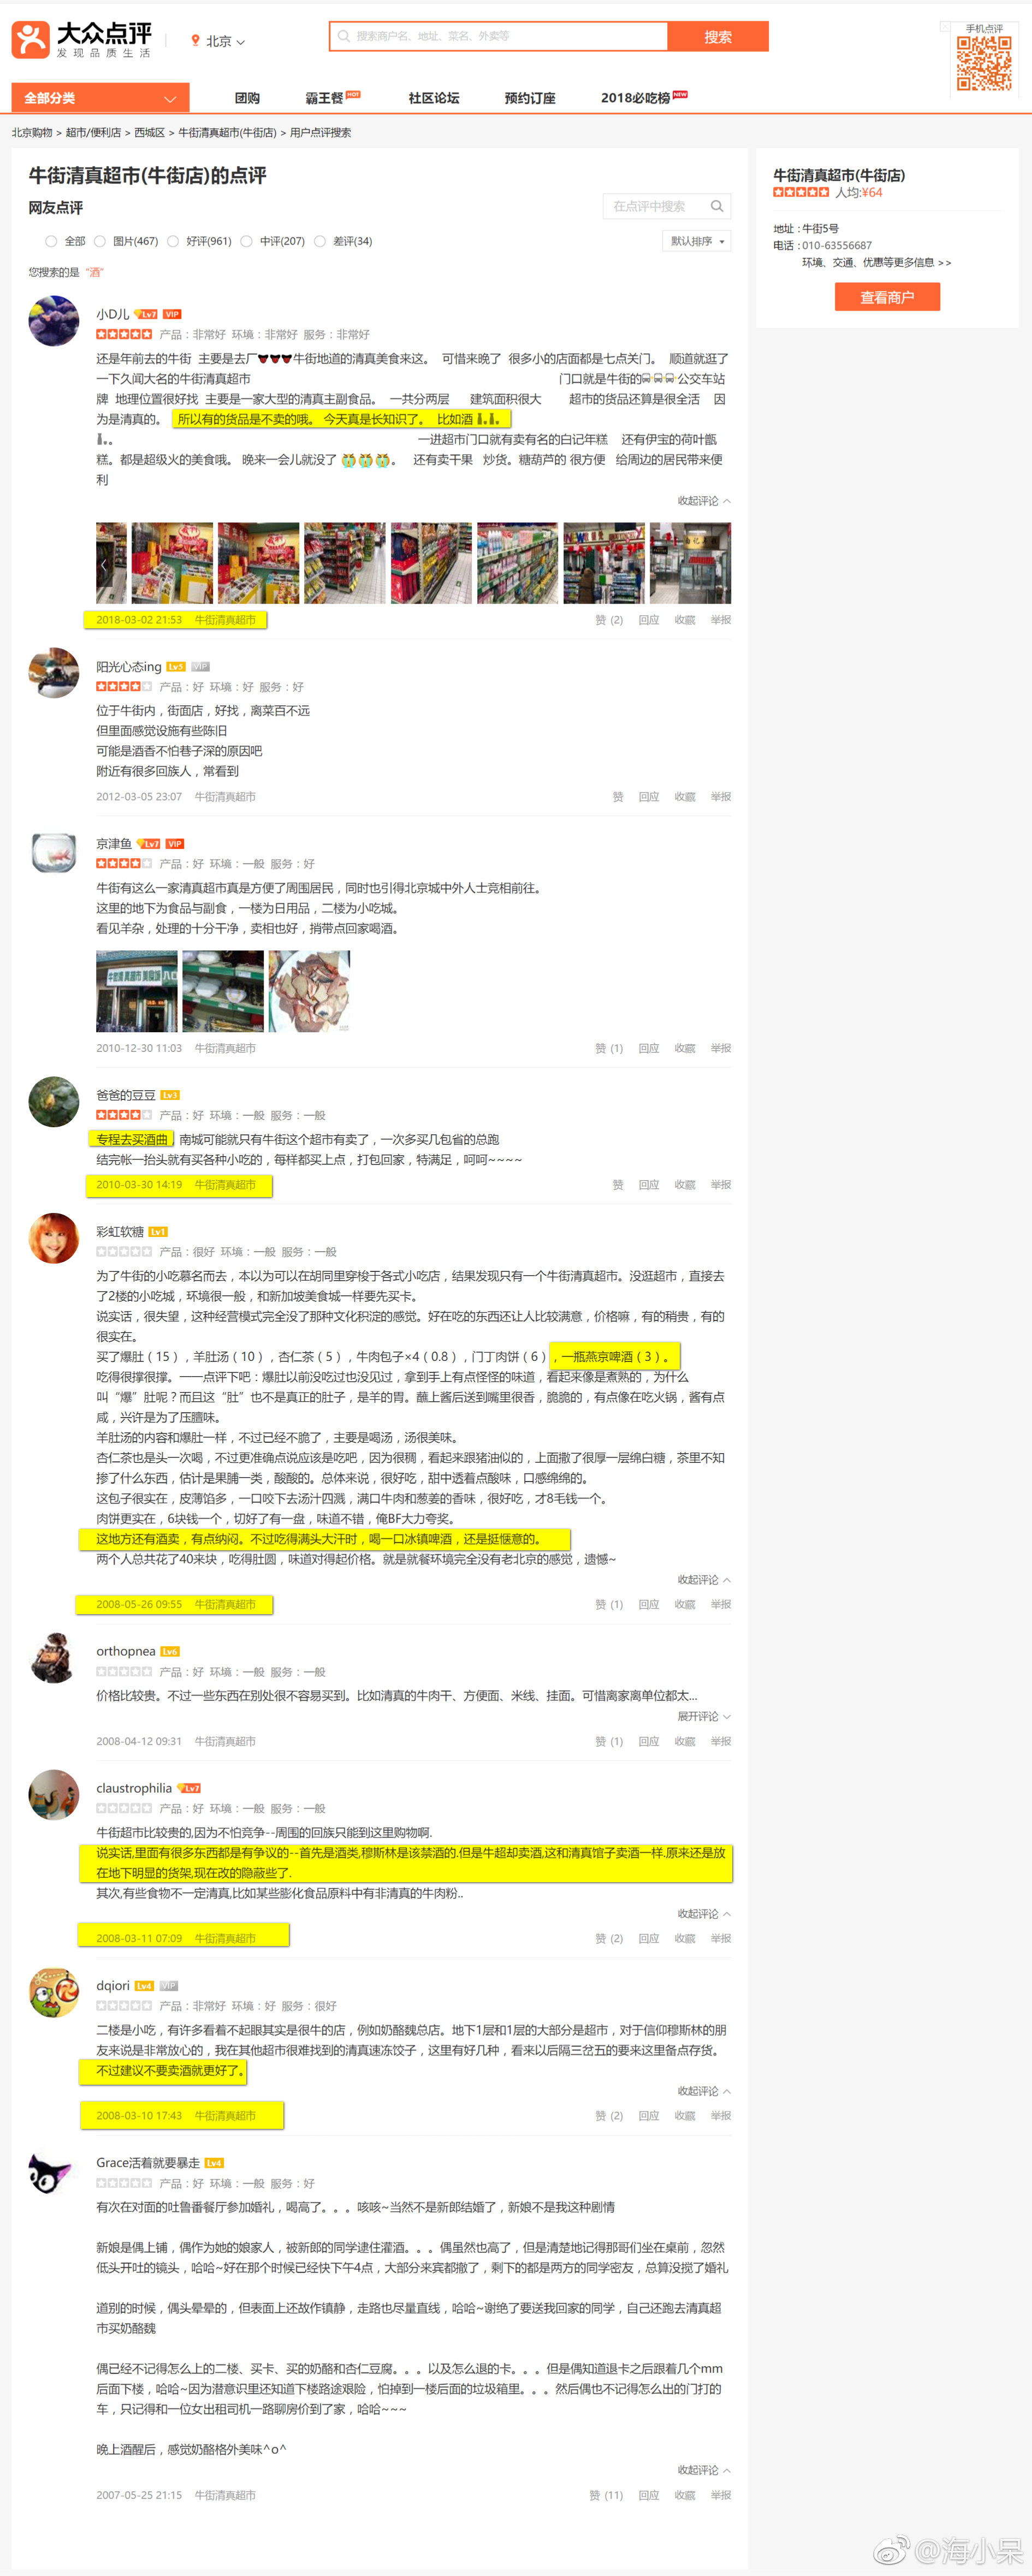 大众点评
发现品质生活
北京
搜索商户名、地址、菜名、外卖等
搜索
手机点评
全部分类
团购
霸王餐 HOT
社区论坛
预约订座
2018必吃榜 NEW
北京购物 > 超市/便利店 > 西城区 > 牛街清真超市(牛街店) > 用户点评搜索
牛街清真超市(牛街店)的点评
网友点评
在点评中搜索
全部 图片(467) 好评(961) 中评(207) 差评(34)
默认排序
您搜索的是 “酒”
牛街清真超市(牛街店)
人均:¥64
地址 : 牛街5号
电话 : 010-63556687
环境、交通、优惠等更多信息 >>
查看商户
小D儿 Lv7 VIP
产品 : 非常好 环境 : 非常好 服务 : 非常好
还是年前去的牛街 主要是去厂牛街地道的清真美食来这。 可惜来晚了 很多小的店面都是七点关门。 顺道就逛了
一下久闻大名的牛街清真超市 门口就是牛街的公交车站
牌 地理位置很好找 主要是一家大型的清真主副食品。 一共分两层 建筑面积很大 超市的货品还算是很全活 因
为是清真的。 所以有的货品是不卖的哦。 今天真是长知识了。 比如酒🍾。🍾。
🍾。。 一进超市门口就有卖有名的白记年糕 还有伊宝的荷叶甑
糕。都是超级火的美食哦。 晚来一会儿就没了😭😭😭。 还有卖干果 炒货。糖葫芦的 很方便 给周边的居民带来便
利
收起评论
2018-03-02 21:53 牛街清真超市
赞 (2) 回应 收藏 举报
阳光心态ing Lv5 VIP
产品 : 好 环境 : 好 服务 : 好
位于牛街内，街面店，好找，离菜百不远
但里面感觉设施有些陈旧
可能是酒香不怕巷子深的原因吧
附近有很多回族人，常看到
2012-03-05 23:07 牛街清真超市
赞 回应 收藏 举报
京津鱼 Lv7 VIP
产品 : 好 环境 : 一般 服务 : 好
牛街有这么一家清真超市真是方便了周围居民，同时也引得北京城中外人士竞相前往。
这里的地下为食品与副食，一楼为日用品，二楼为小吃城。
看见羊杂，处理的十分干净，卖相也好，捎带点回家喝酒。
2010-12-30 11:03 牛街清真超市
赞 (1) 回应 收藏 举报
爸爸的豆豆 Lv3
产品 : 好 环境 : 一般 服务 : 一般
专程去买酒曲，南城可能就只有牛街这个超市有卖了，一次多买几包省的总跑
结完帐一抬头就有买各种小吃的，每样都买上点，打包回家，特满足，呵呵~~~~
2010-03-30 14:19 牛街清真超市
赞 回应 收藏 举报
彩虹软糖 Lv1
产品 : 很好 环境 : 一般 服务 : 一般
为了牛街的小吃慕名而去，本以为可以在胡同里穿梭于各式小吃店，结果发现只有一个牛街清真超市。没逛超市，直接去
了2楼的小吃城，环境很一般，和新加坡美食城一样要先买卡。
说实话，很失望，这种经营模式完全没了那种文化积淀的感觉。好在吃的东西还让人比较满意，价格嘛，有的稍贵，有的
很实在。
买了爆肚（15），羊肚汤（10），杏仁茶（5），牛肉包子×4（0.8），门丁肉饼（6），一瓶燕京啤酒（3）。
吃得很撑很撑。一一点评下吧：爆肚以前没吃过也没见过，拿到手上有点怪怪的味道，看起来像是煮熟的，为什么
叫“爆”肚呢？而且这“肚”也不是真正的肚子，是羊的胃。蘸上酱后送到嘴里很香，脆脆的，有点像在吃火锅，酱有点
咸，兴许是为了压膻味。
羊肚汤的内容和爆肚一样，不过已经不脆了，主要是喝汤，汤很美味。
杏仁茶也是头一次喝，不过更准确点说应该是吃吧，因为很稠，看起来跟猪油似的，上面撒了很厚一层绵白糖，茶里不知
掺了什么东西，估计是果脯一类，酸酸的。总体来说，很好吃，甜中透着点酸味，口感绵绵的。
这包子很实在，皮薄馅多，一口咬下去汤汁四溅，满口牛肉和葱姜的香味，很好吃，才8毛钱一个。
肉饼更实在，6块钱一个，切好了有一盘，味道不错，俺BF大力夸奖。
这地方还有酒卖，有点纳闷。不过吃得满头大汗时，喝一口冰镇啤酒，还是挺惬意的。
两个人总共花了40来块，吃得肚圆，味道对得起价格。就是就餐环境完全没有老北京的感觉，遗憾~
收起评论
2008-05-26 09:55 牛街清真超市
赞 (1) 回应 收藏 举报
orthopnea Lv6
产品 : 好 环境 : 一般 服务 : 一般
价格比较贵。不过一些东西在别处很不容易买到。比如清真的牛肉干、方便面、米线、挂面。可惜离家离单位都太...
展开评论
2008-04-12 09:31 牛街清真超市
赞 (1) 回应 收藏 举报
claustrophilia Lv7
产品 : 好 环境 : 一般 服务 : 一般
牛街超市比较贵的,因为不怕竞争--周围的回族只能到这里购物啊.
说实话,里面有很多东西都是有争议的--首先是酒类,穆斯林是该禁酒的.但是牛超却卖酒,这和清真馆子卖酒一样.原来还是放
在地下明显的货架,现在改的隐蔽些了.
其次,有些食物不一定清真,比如某些膨化食品原料中有非清真的牛肉粉..
收起评论
2008-03-11 07:09 牛街清真超市
赞 (2) 回应 收藏 举报
dqiori Lv4 VIP
产品 : 非常好 环境 : 好 服务 : 很好
二楼是小吃，有许多看着不起眼其实是很牛的店，例如奶酪魏总店。地下1层和1层的大部分是超市，对于信仰穆斯林的朋
友来说是非常放心的，我在其他超市很难找到的清真速冻饺子，这里有好几种，看来以后隔三岔五的要来这里备点存货。
不过建议不要卖酒就更好了。
收起评论
2008-03-10 17:43 牛街清真超市
赞 (2) 回应 收藏 举报
Grace活着就要暴走 Lv4
产品 : 好 环境 : 一般 服务 : 好
有次在对面的吐鲁番餐厅参加婚礼，喝高了。。。咳咳~当然不是新郎结婚了，新娘不是我这种剧情
新娘是偶上铺，偶作为她的娘家人，被新郎的同学逮住灌酒。。。偶虽然也高了，但是清楚地记得那哥们坐在桌前，忽然
低头开吐的镜头，哈哈~好在那个时候已经快下午4点，大部分来宾都撤了，剩下的都是两方的同学密友，总算没搅了婚礼
道别的时候，偶头晕晕的，但表面上还故作镇静，走路也尽量直线，哈哈~谢绝了要送我回家的同学，自己还跑去清真超
市买奶酪魏
偶已经不记得怎么上的二楼、买卡、买的奶酪和杏仁豆腐。。。以及怎么退的卡。。。但是偶知道退卡之后跟着几个mm
后面下楼，哈哈~因为潜意识里还知道下楼路途艰险，怕掉到一楼后面的垃圾箱里。。。然后偶也不记得怎么出的门打的
车，只记得和一位女出租司机一路聊房价到了家，哈哈~~~
晚上酒醒后，感觉奶酪格外美味^o^
收起评论
2007-05-25 21:15 牛街清真超市
赞 (11) 回应 收藏 举报
@海小呆